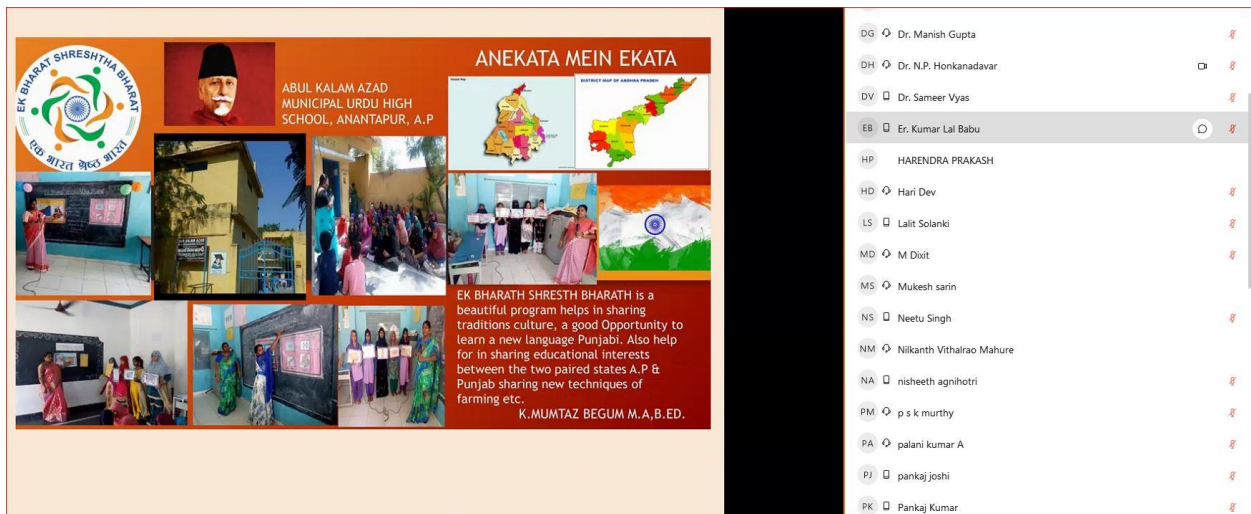 EK BHARAT SHRESHTHA BHARAT
एक भारत श्रेष्ठ भारत
ABUL KALAM AZAD
MUNICIPAL URDU HIGH
SCHOOL, ANANTAPUR, A.P
ANEKATA MEIN EKATA
DISTRICT MAP OF ANDHRA PRADESH
EK BHARATH SHRESTH BHARATH is a
beautiful program helps in sharing
traditions culture, a good Opportunity to
learn a new language Punjabi. Also help
for in sharing educational interests
between the two paired states A.P &
Punjab sharing new techniques of
farming etc.
K.MUMTAZ BEGUM M.A,B.ED.
DG Dr. Manish Gupta
DH Dr. N.P. Honkanadavar
DV Dr. Sameer Vyas
EB Er. Kumar Lal Babu
HP HARENDRA PRAKASH
HD Hari Dev
LS Lalit Solanki
MD M Dixit
MS Mukesh sarin
NS Neetu Singh
NM Nilkanth Vithalrao Mahure
NA nisheeth agnihotri
PM p s k murthy
PA palani kumar A
PJ pankaj joshi
PK Pankaj Kumar